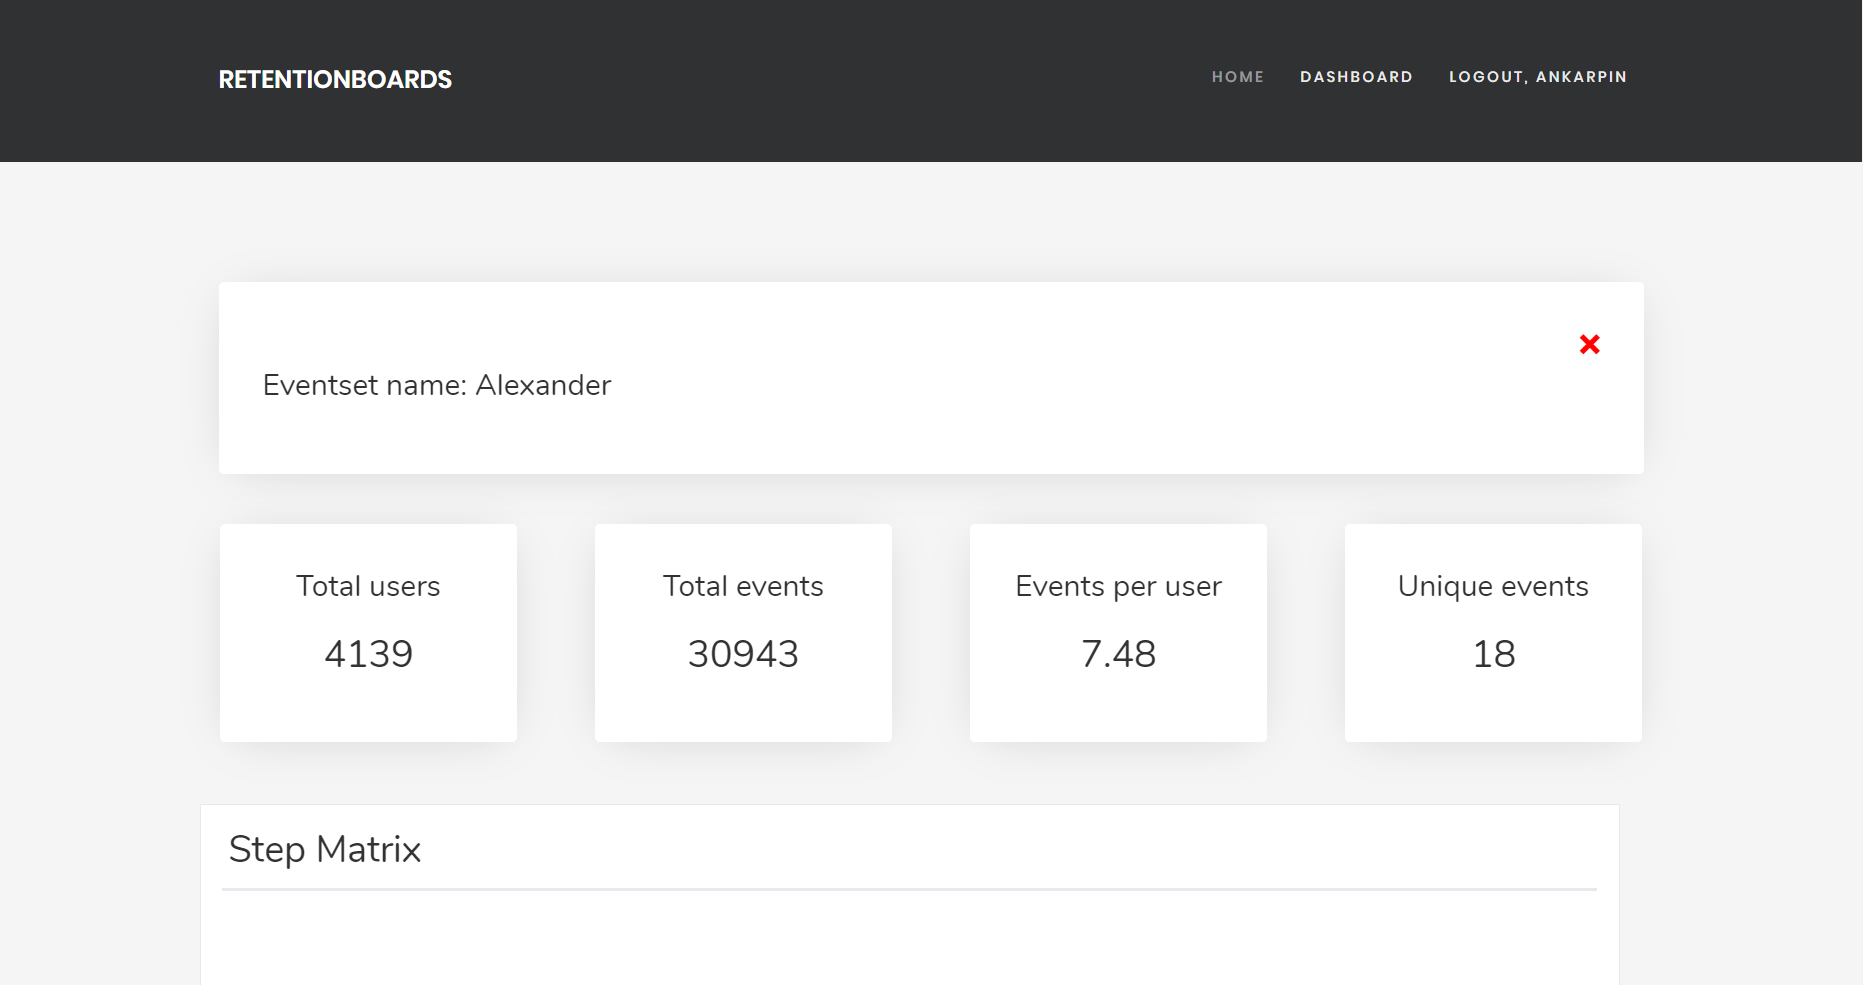 RETENTIONBOARDS
HOME DASHBOARD LOGOUT, ANKARPIN
Eventset name: Alexander
Total users
4139
Total events
30943
Events per user
7.48
Unique events
18
Step Matrix